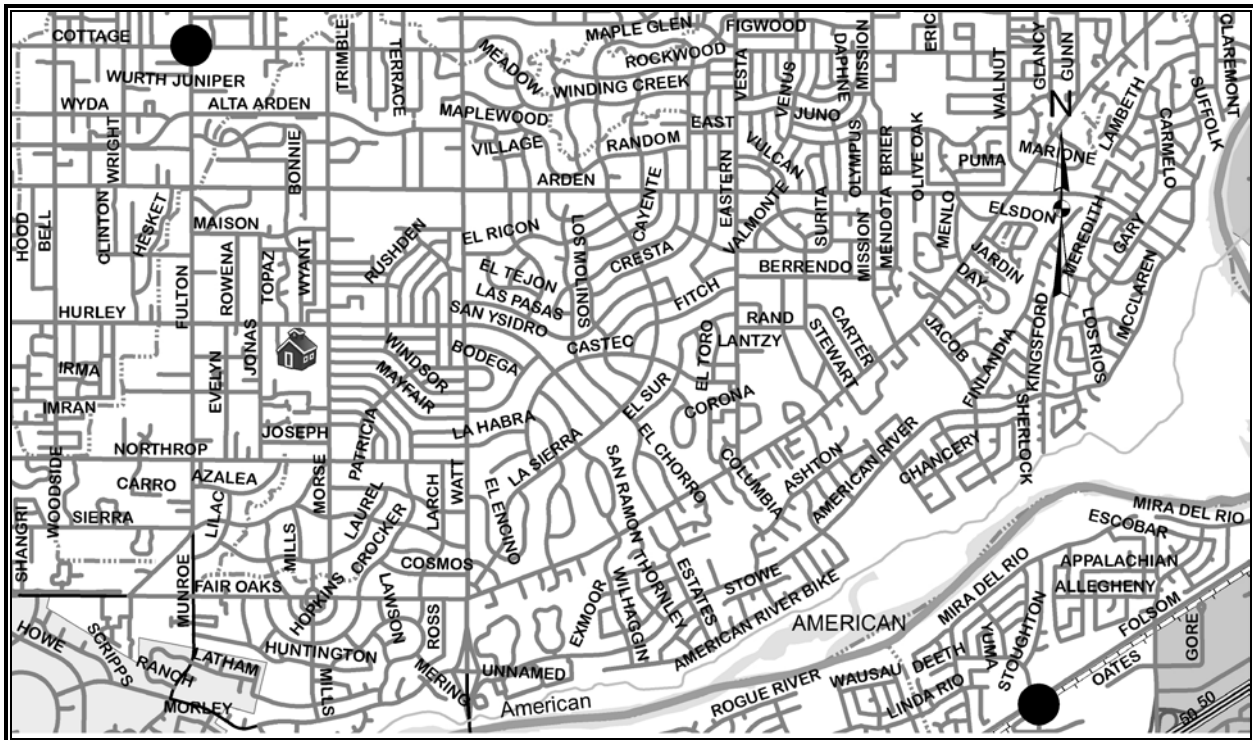 COTTAGE
WURTH JUNIPER
TRIMBLE
TERRACE
MEADOW
MAPLE GLEN
ROCKWOOD
FIGWOOD
WINDING CREEK
VESTA
VENUS
DAPHNE
MISSION
ERIC
WALNUT
GLANCY
GUNN
CLAREMONT
SUFFOLK
WYDA
ALTA ARDEN
MAPLEWOOD
EAST
JUNO
N
LAMBETH
CARMELO
WRIGHT
BONNIE
VILLAGE
RANDOM
VULCAN
OLYMPUS
BRIER
OLIVE OAK
PUMA
MARIONE
ARDEN
HOOD
BELL
CLINTON
HESKET
MAISON
RUSHDEN
EL RICON
LOS MOLINOS
CAYENTE
EASTERN
VALMONTE
SURITA
MISSION
MENDOTA
MENLO
ELSDON
MEREDITH
GARY
FULTON
ROWENA
TOPAZ
WYANT
EL TEJON
CRESTA
BERRENDO
JARDIN
DAY
MCCLAREN
HURLEY
LAS PASAS
SAN YSIDRO
FITCH
RAND
CARTER
IRMA
EVELYN
JONAS
WINDSOR
MAYFAIR
BODEGA
CASTEC
EL TORO
LANTZY
STEWART
JACOB
FINLANDIA
KINGSFORD
LOS RIOS
IMRAN
PATRICIA
LA HABRA
EL SUR
CORONA
SHERLOCK
NORTHROP
JOSEPH
WOODSIDE
CARRO
AZALEA
MORSE
LAUREL
LARCH
WATT
LA SIERRA
EL CHORRO
COLUMBIA
ASHTON
AMERICAN RIVER
CHANCERY
SHANGRI
SIERRA
LILAC
MILLS
CROCKER
EL ENCINO
SAN RAMON
MIRA DEL RIO
ESCOBAR
MUNROE
FAIR OAKS
HOPKINS
COSMOS
LAWSON
ROSS
EXMOOR
WILHAGGIN
THORNLEY
ESTATES
STOWE
AMERICAN RIVER BIKE
MIRA DEL RIO
APPALACHIAN
ALLEGHENY
FOLSOM
HOWE
SCRIPPS
RANCH
LATHAM
HUNTINGTON
MILLS
MERING
UNNAMED
AMERICAN
WAUSAU
DEETH
YUMA
STOUGHTON
OATES
GORE
MORLEY
American
ROGUE RIVER
LINDA RIO
50
50